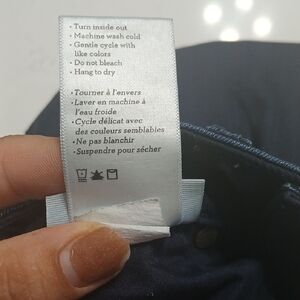 • Turn inside out
• Machine wash cold
• Gentle cycle with
like colors
• Do not bleach
• Hang to dry
• Tourner à l'envers
• Laver en machine à
l'eau froide
• Cycle délicat avec
des couleurs semblables
• Ne pas blanchir
• Suspendre pour sécher